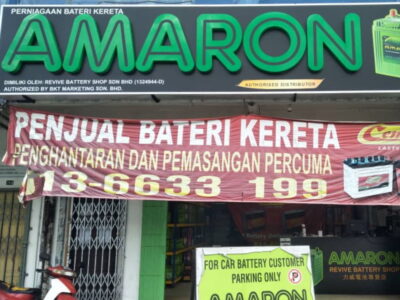 PERNIAGAAN BATERI KERETA
AMARON
DIMILIKI OLEH: REVIVE BATTERY SHOP SDN BHD (1324944-D)
AUTHORIZED BY BKT MARKETING SDN. BHD.
AUTHORIZED DISTRIBUTOR
PENJUAL BATERI KERETA
PENGHANTARAN DAN PEMASANGAN PERCUMA
13-6633 199
FOR CAR BATTERY CUSTOMER
PARKING ONLY
AMARON
AMARON
REVIVE BATTERY SHOP